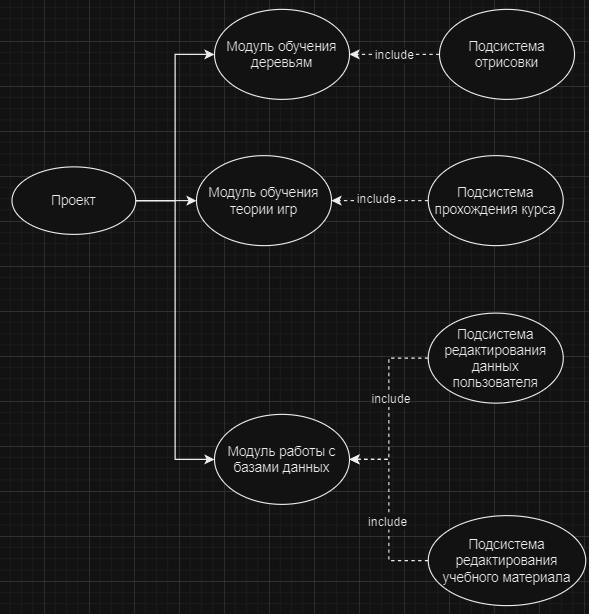 Модуль обучения
деревьям
include
Подсистема
отрисовки
Проект
Модуль обучения
теории игр
include
Подсистема
прохождения курса
Подсистема
редактирования
данных
пользователя
include
Модуль работы с
базами данных
include
Подсистема
редактирования
учебного материала